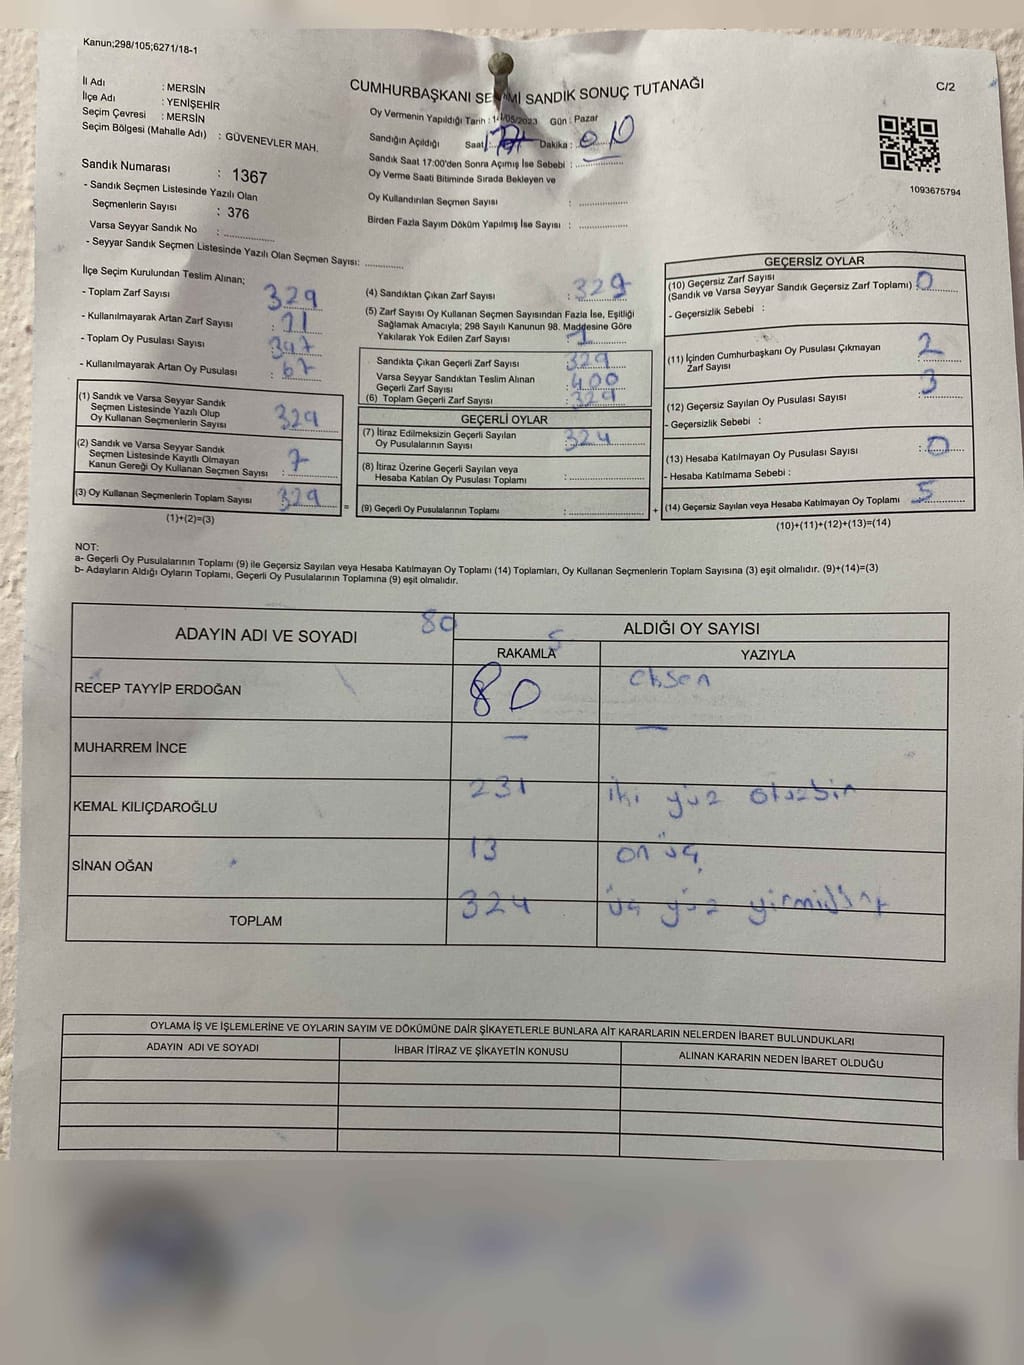 Kanun;298/105;6271/18-1
CUMHURBAŞKANI SEÇİMİ SANDIK SONUÇ TUTANAĞI
C/2
İl Adı : MERSİN
İlçe Adı : YENİŞEHİR
Seçim Çevresi : MERSİN
Seçim Bölgesi (Mahalle Adı) : GÜVENEVLER MAH.
Sandık Numarası : 1367
- Sandık Seçmen Listesinde Yazılı Olan
Seçmenlerin Sayısı : 376
Varsa Seyyar Sandık No :
- Seyyar Sandık Seçmen Listesinde Yazılı Olan Seçmen Sayısı:
Oy Vermenin Yapıldığı Tarih : 14/05/2023 Gün : Pazar
Sandığın Açıldığı Saat: 17 Dakika :
Sandık Saat 17:00'den Sonra Açımış İse Sebebi :
Oy Verme Saati Bitiminde Sırada Bekleyen ve
Oy Kullandırılan Seçmen Sayısı :
Birden Fazla Sayım Döküm Yapılmış İse Sayısı :
1093675794
İlçe Seçim Kurulundan Teslim Alınan;
- Toplam Zarf Sayısı 329
- Kullanılmayarak Artan Zarf Sayısı :
- Toplam Oy Pusulası Sayısı :
- Kullanılmayarak Artan Oy Pusulası : 67
(1) Sandık ve Varsa Seyyar Sandık
Seçmen Listesinde Yazılı Olup
Oy Kullanan Seçmenlerin Sayısı : 329
(2) Sandık ve Varsa Seyyar Sandık
Seçmen Listesinde Kayıtlı Olmayan
Kanun Gereği Oy Kullanan Seçmen Sayısı :
(3) Oy Kullanan Seçmenlerin Toplam Sayısı 329
(1)+(2)=(3)
(4) Sandıktan Çıkan Zarf Sayısı : 329
(5) Zarf Sayısı Oy Kullanan Seçmen Sayısından Fazla İse, Eşitliği
Sağlamak Amacıyla; 298 Sayılı Kanunun 98. Maddesine Göre
Yakılarak Yok Edilen Zarf Sayısı :
Sandıkta Çıkan Geçerli Zarf Sayısı : 329
Varsa Seyyar Sandıktan Teslim Alınan
Geçerli Zarf Sayısı : 400
(6) Toplam Geçerli Zarf Sayısı : 329
GEÇERLİ OYLAR
(7) İtiraz Edilmeksizin Geçerli Sayılan
Oy Pusulalarının Sayısı : 324
(8) İtiraz Üzerine Geçerli Sayılan veya
Hesaba Katılan Oy Pusulası Toplamı :
= (9) Geçerli Oy Pusulalarının Toplamı :
GEÇERSİZ OYLAR
(10) Geçersiz Zarf Sayısı
(Sandık ve Varsa Seyyar Sandık Geçersiz Zarf Toplamı) : 0
- Geçersizlik Sebebi :
(11) İçinden Cumhurbaşkanı Oy Pusulası Çıkmayan
Zarf Sayısı : 2
(12) Geçersiz Sayılan Oy Pusulası Sayısı : 3
- Geçersizlik Sebebi :
(13) Hesaba Katılmayan Oy Pusulası Sayısı : 0
- Hesaba Katılmama Sebebi :
+ (14) Geçersiz Sayılan veya Hesaba Katılmayan Oy Toplamı : 5
(10)+(11)+(12)+(13)=(14)
NOT:
a- Geçerli Oy Pusulalarının Toplamı (9) ile Geçersiz Sayılan veya Hesaba Katılmayan Oy Toplamı (14) Toplamları, Oy Kullanan Seçmenlerin Toplam Sayısına (3) eşit olmalıdır. (9)+(14)=(3)
b- Adayların Aldığı Oyların Toplamı, Geçerli Oy Pusulalarının Toplamına (9) eşit olmalıdır.
ADAYIN ADI VE SOYADI 80
ALDIĞI OY SAYISI
RAKAMLA 5 YAZIYLA
RECEP TAYYİP ERDOĞAN 80 eksen
MUHARREM İNCE — —
KEMAL KILIÇDAROĞLU 231 iki yüz otuzbir
SİNAN OĞAN 13 on üç
TOPLAM 324 üç yüz yirmidört
OYLAMA İŞ VE İŞLEMLERİNE VE OYLARIN SAYIM VE DÖKÜMÜNE DAİR ŞİKAYETLERLE BUNLARA AİT KARARLARIN NELERDEN İBARET BULUNDUKLARI
ADAYIN ADI VE SOYADI İHBAR İTİRAZ VE ŞİKAYETİN KONUSU ALINAN KARARIN NEDEN İBARET OLDUĞU